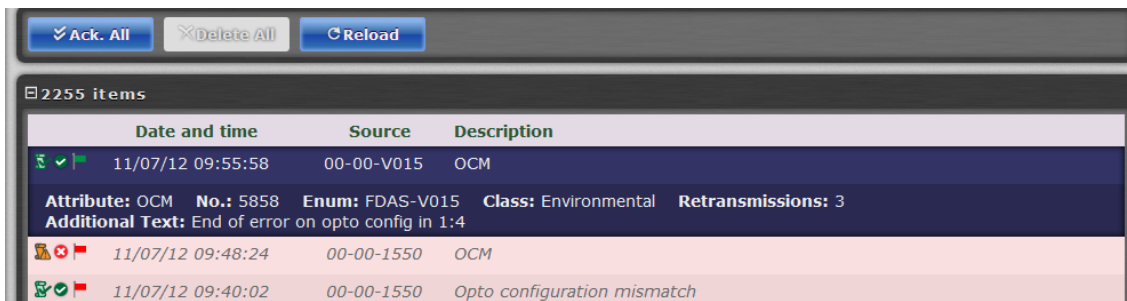 Ack. All Delete All Reload
2255 items
Date and time Source Description
11/07/12 09:55:58 00-00-V015 OCM
Attribute: OCM No.: 5858 Enum: FDAS-V015 Class: Environmental Retransmissions: 3
Additional Text: End of error on opto config in 1:4
11/07/12 09:48:24 00-00-1550 OCM
11/07/12 09:40:02 00-00-1550 Opto configuration mismatch